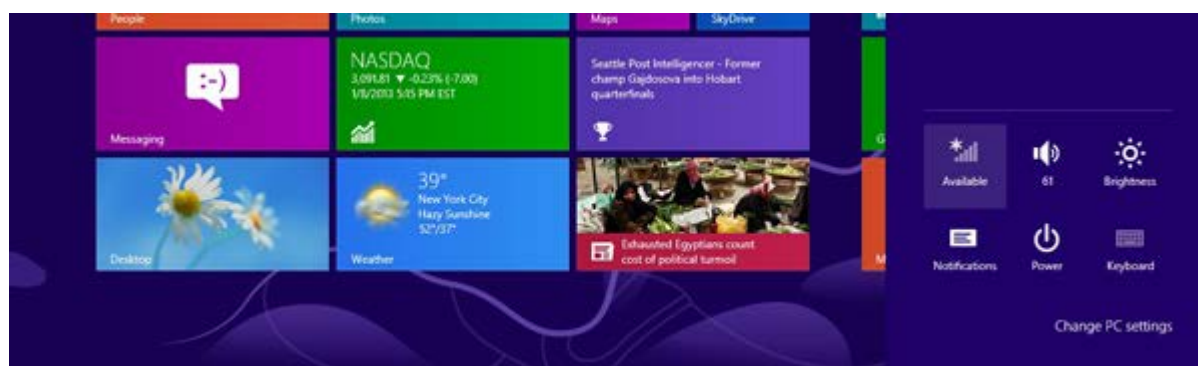 People
Photos
Maps
SkyDrive
:-)
Messaging
NASDAQ
3,091.81 ▼ -0.23% (-7.00)
1/8/2013 5:15 PM EST
Seattle Post Intelligencer - Former
champ Gajdosova into Hobart
quarterfinals
G
Desktop
39°
New York City
Hazy Sunshine
52°/37°
Weather
Exhausted Egyptians count
cost of political turmoil
M
Available
61
Brightness
Notifications
Power
Keyboard
Change PC settings